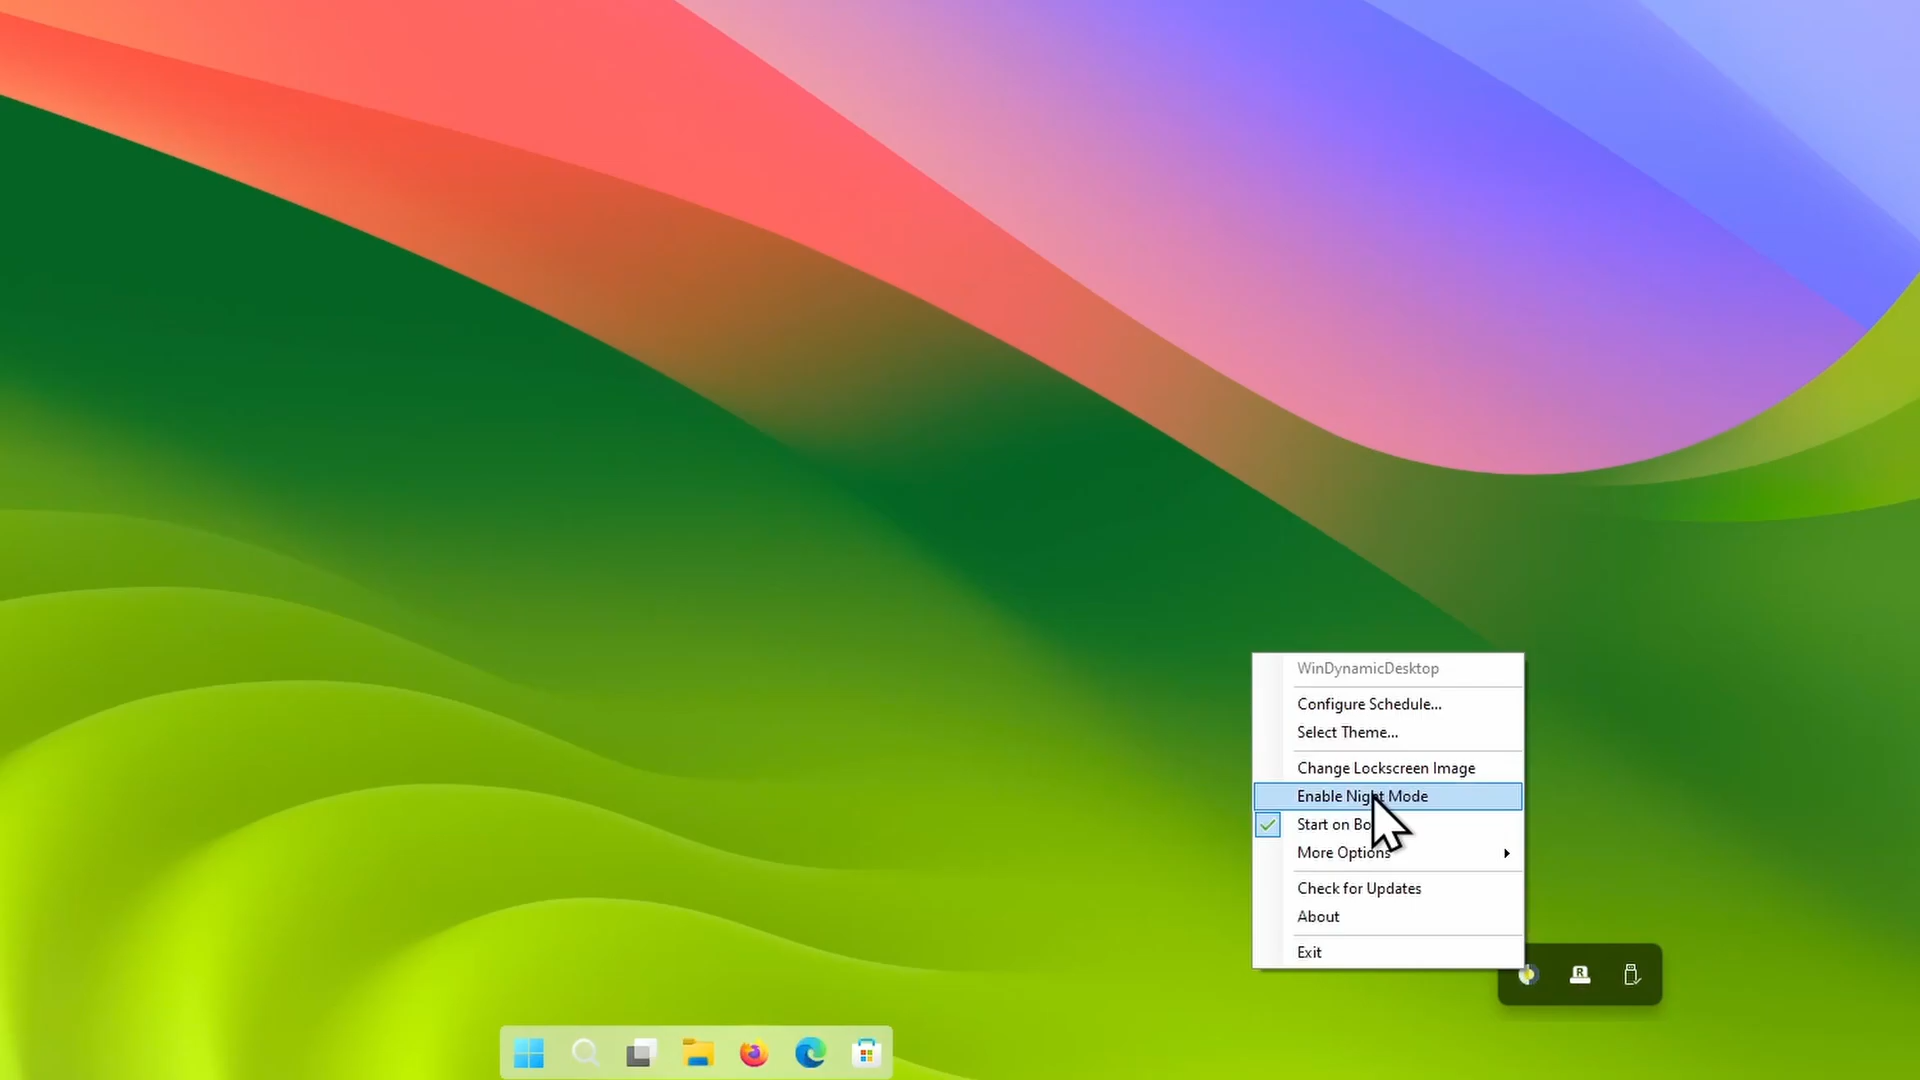 WinDynamicDesktop
Configure Schedule...
Select Theme...
Change Lockscreen Image
Enable Night Mode
Start on Bo
More Options
Check for Updates
About
Exit
R